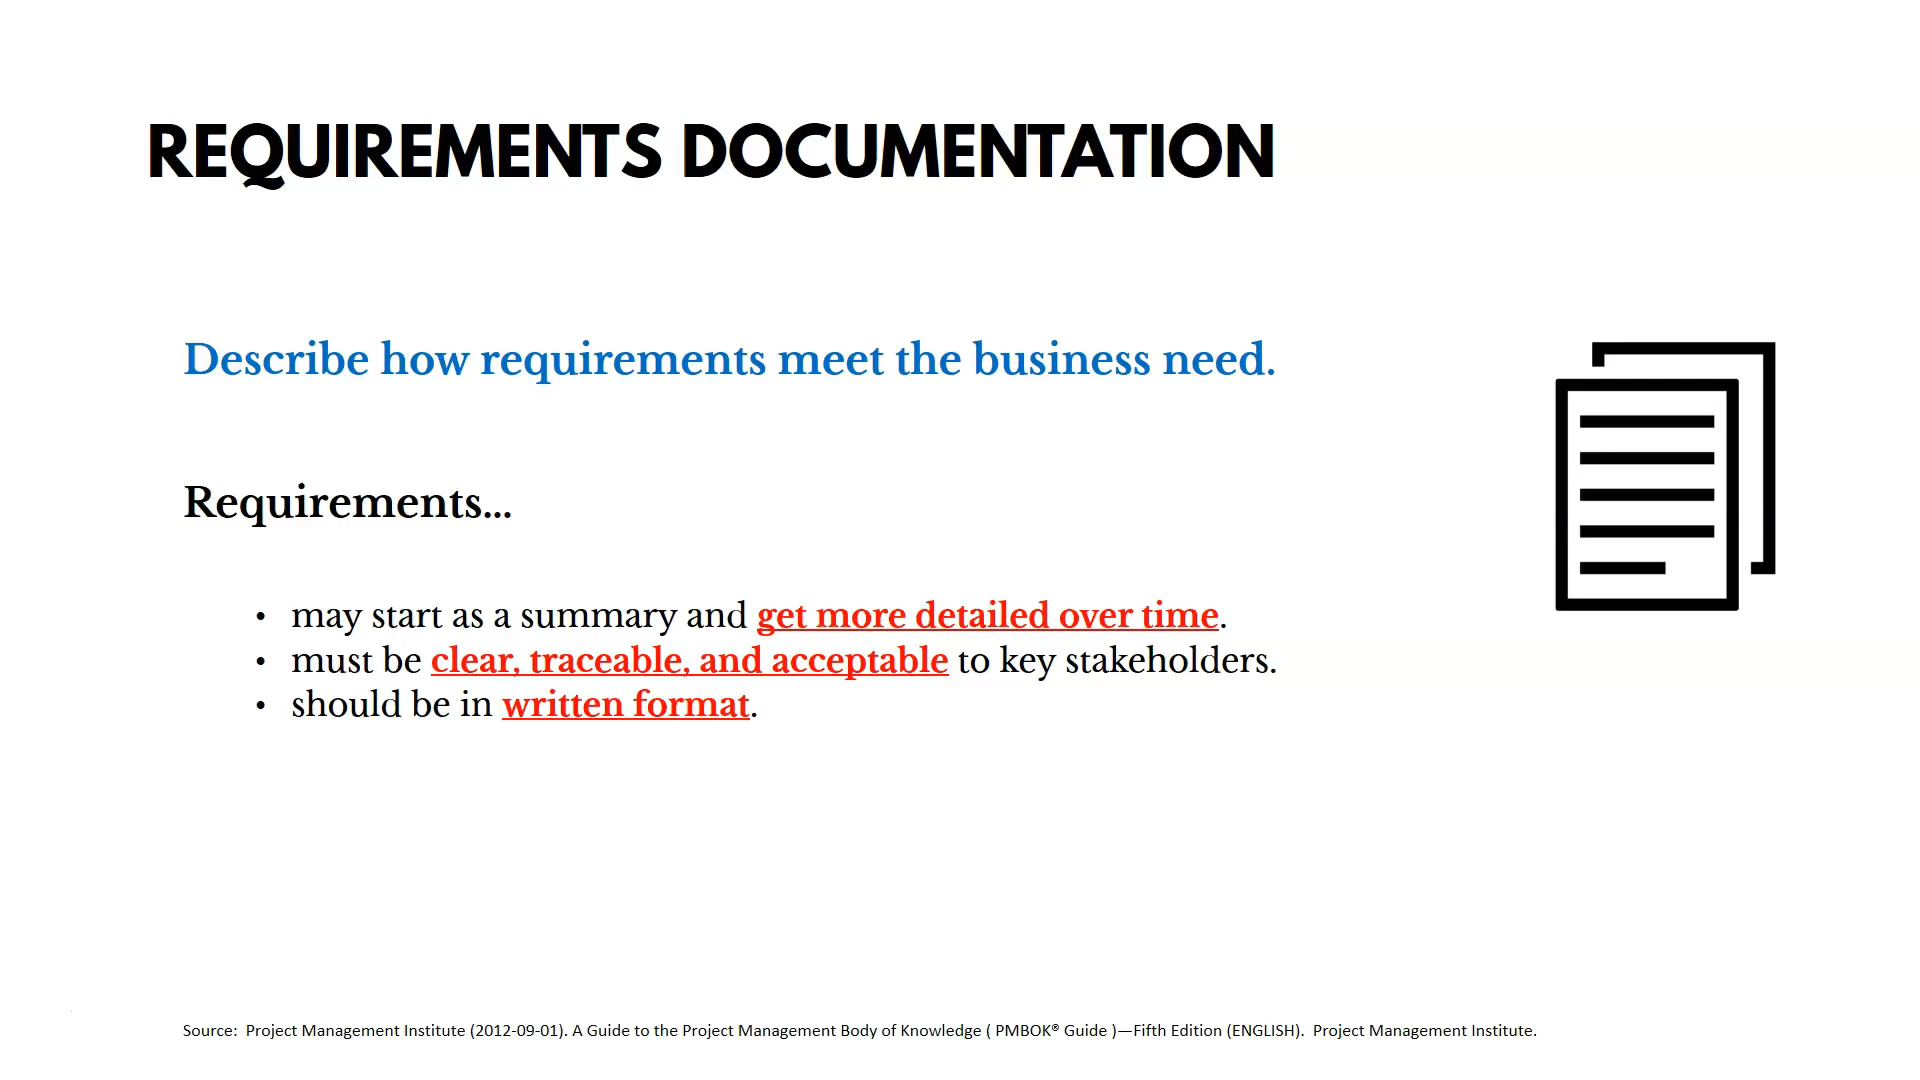 REQUIREMENTS DOCUMENTATION
Describe how requirements meet the business need.
Requirements...
• may start as a summary and get more detailed over time.
• must be clear, traceable, and acceptable to key stakeholders.
• should be in written format.
Source:  Project Management Institute (2012-09-01). A Guide to the Project Management Body of Knowledge ( PMBOK® Guide )—Fifth Edition (ENGLISH).  Project Management Institute.